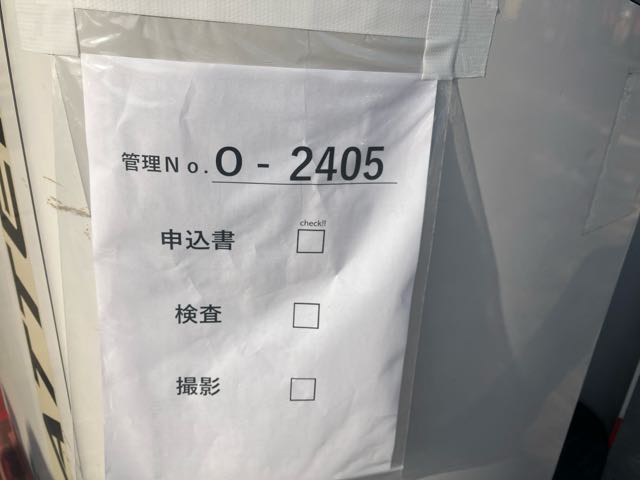 管理No. O - 2405
check!!
申込書 □
検査 □
撮影 □